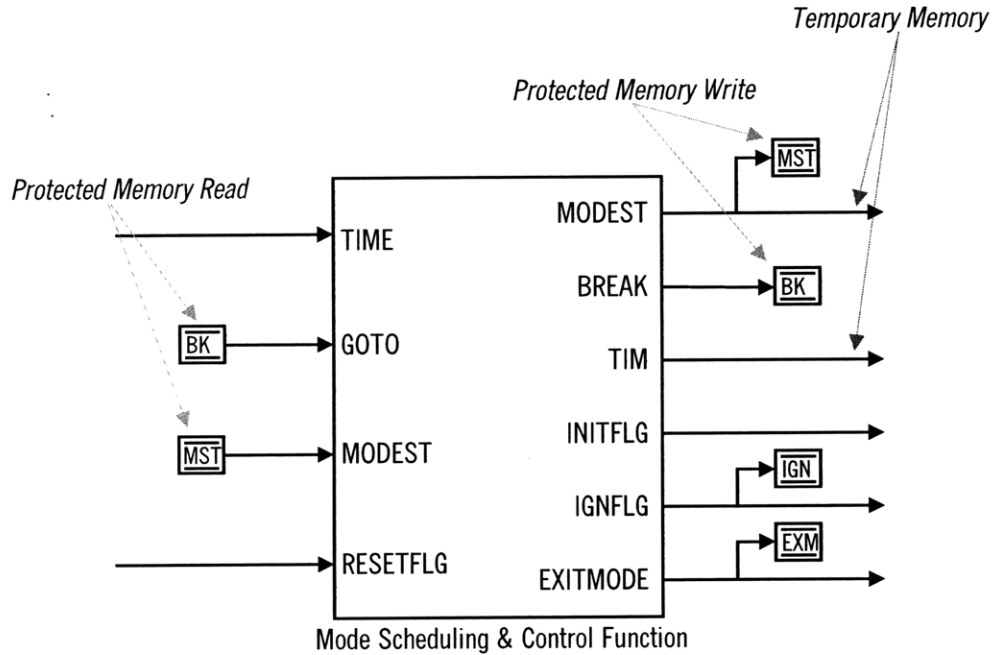 Temporary Memory
Protected Memory Write
MST
Protected Memory Read
MODEST
TIME
BREAK
BK
BK
GOTO
TIM
INITFLG
MST
MODEST
IGN
IGNFLG
RESETFLG
EXM
EXITMODE
Mode Scheduling & Control Function